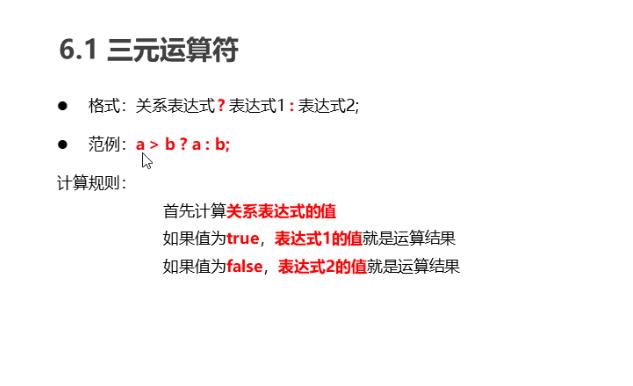 6.1 三元运算符
● 格式：关系表达式 ? 表达式1 : 表达式2;
● 范例：a > b ? a : b;
计算规则：
首先计算关系表达式的值
如果值为true，表达式1的值就是运算结果
如果值为false，表达式2的值就是运算结果